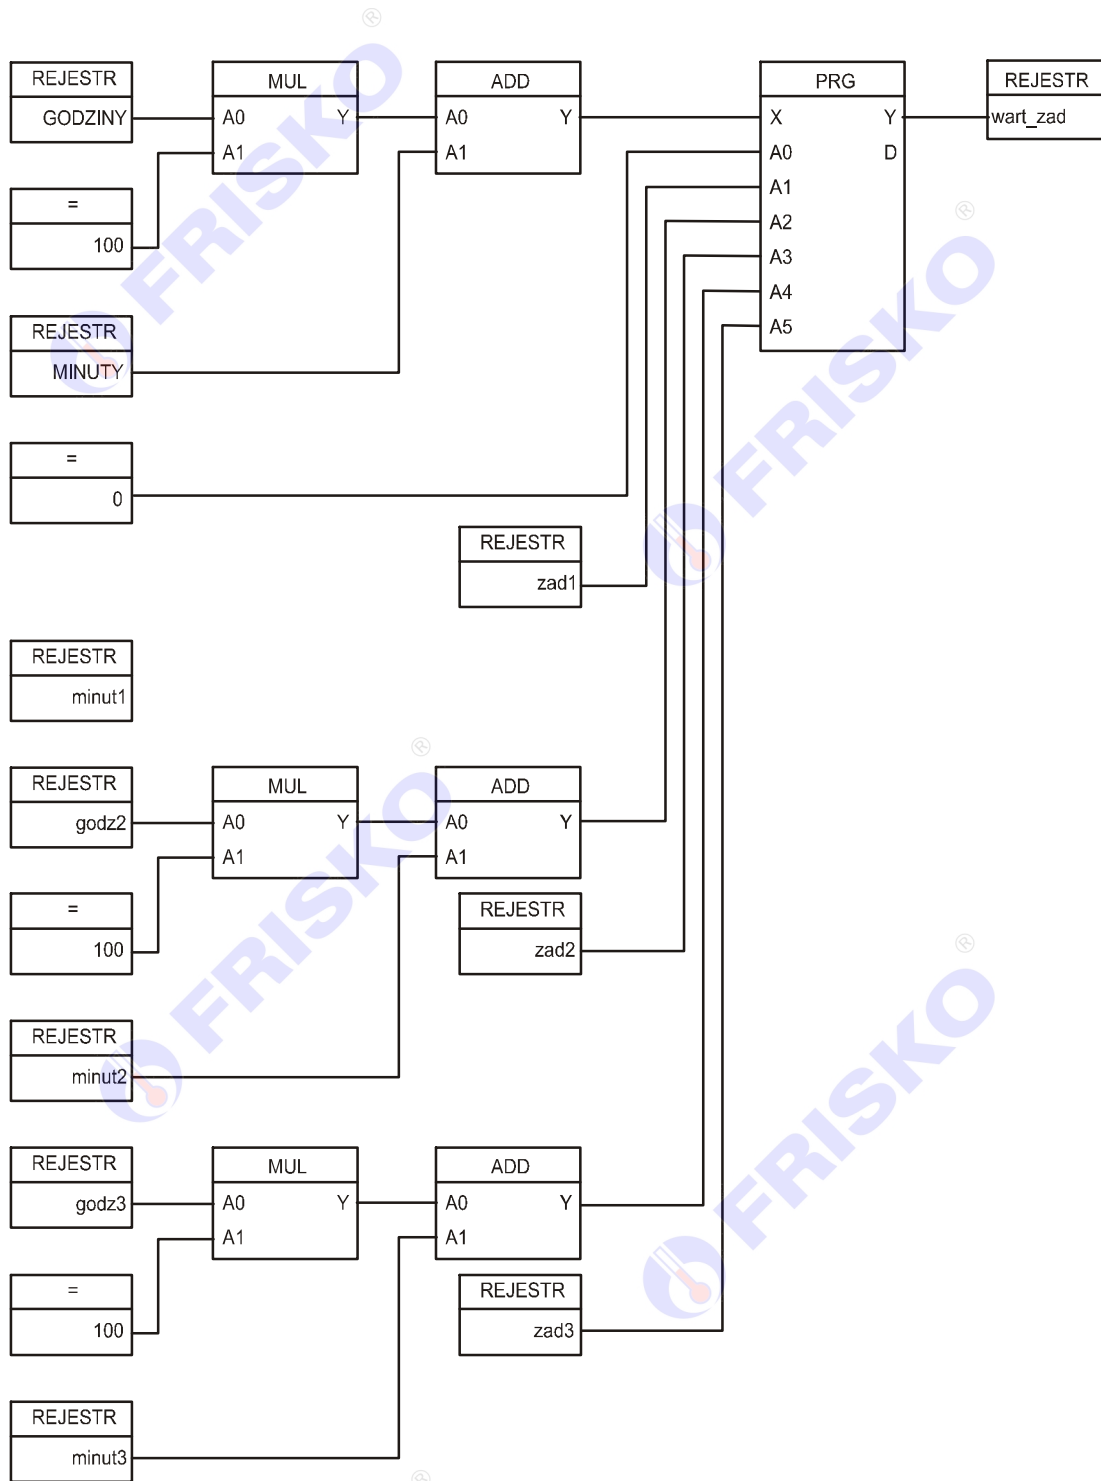 REJESTR
GODZINY
MUL
A0 Y
A1
ADD
A0 Y
A1
PRG
X Y
A0 D
A1
A2
A3
A4
A5
REJESTR
wart_zad
=
100
REJESTR
MINUTY
=
0
REJESTR
zad1
REJESTR
minut1
REJESTR
godz2
MUL
A0 Y
A1
ADD
A0 Y
A1
=
100
REJESTR
zad2
REJESTR
minut2
REJESTR
godz3
MUL
A0 Y
A1
ADD
A0 Y
A1
=
100
REJESTR
zad3
REJESTR
minut3
FRISKO ®
FRISKO ®
FRISKO ®
FRISKO ®
®